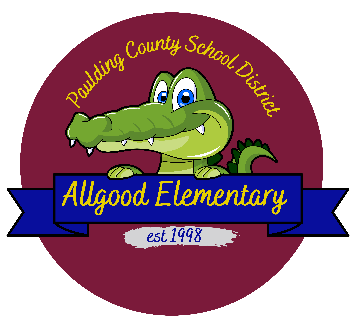 Paulding County School District
Allgood Elementary
est 1998